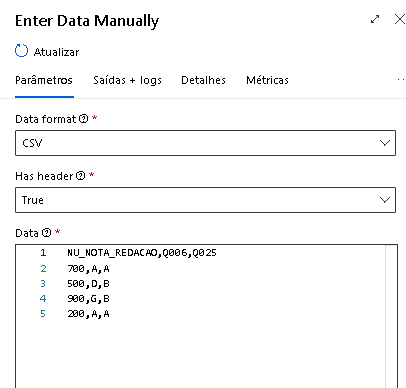 Enter Data Manually
Atualizar
Parâmetros Saídas + logs Detalhes Métricas
Data format *
CSV
Has header *
True
Data *
1 NU_NOTA_REDACAO,Q006,Q025
2 700,A,A
3 500,D,B
4 900,G,B
5 200,A,A